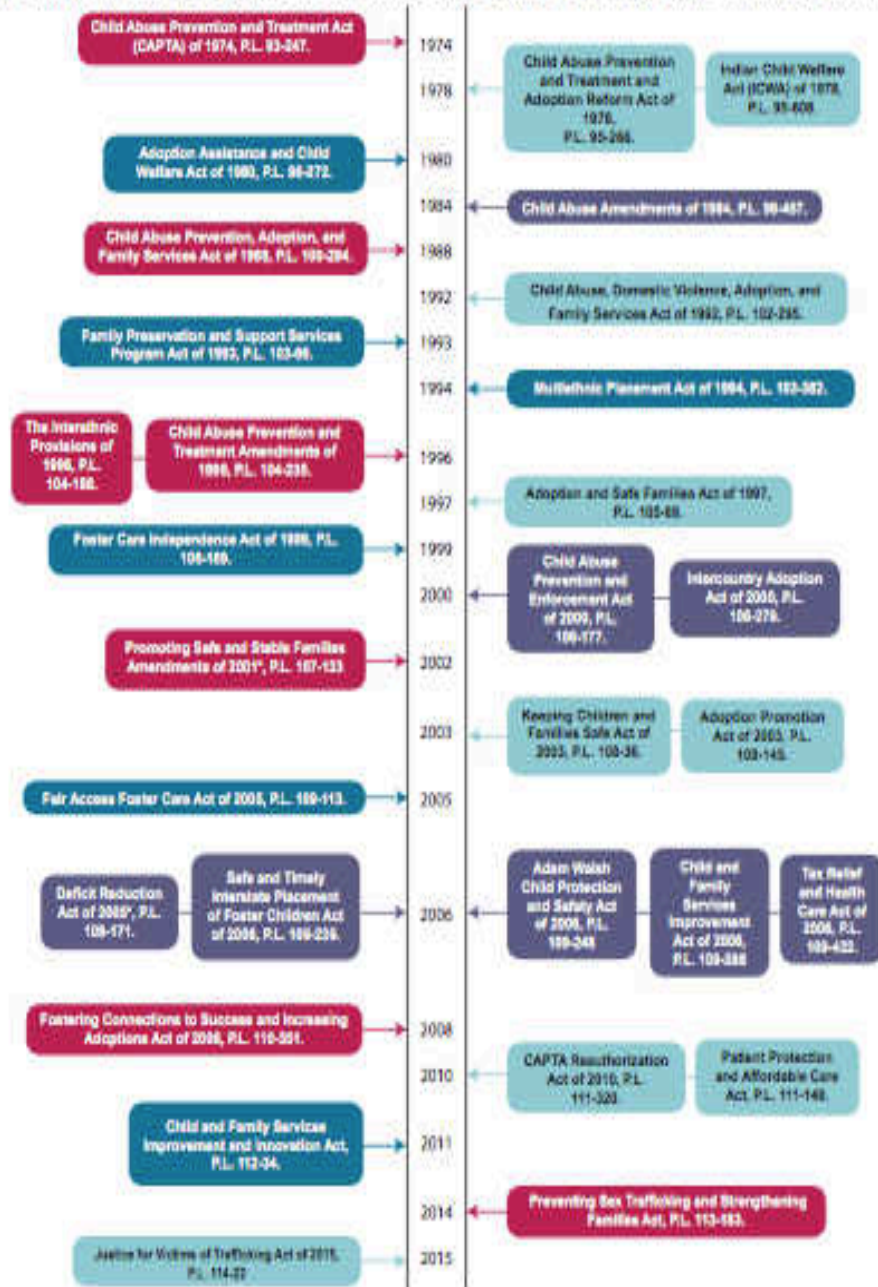 Child Abuse Prevention and Treatment Act
(CAPTA) of 1974, P.L. 93-247.
1974
Child Abuse Prevention
and Treatment and
Adoption Reform Act of
1978.
P.L. 95-266.
Indian Child Welfare
Act (ICWA) of 1978,
P.L. 95-608
1978
Adoption Assistance and Child
Welfare Act of 1980, P.L. 96-272.
1980
1984
Child Abuse Amendments of 1984, P.L. 98-457.
Child Abuse Prevention, Adoption, and
Family Services Act of 1988, P.L. 100-294.
1988
1992
Child Abuse, Domestic Violence, Adoption, and
Family Services Act of 1992, P.L. 102-295.
Family Preservation and Support Services
Program Act of 1993, P.L. 103-66.
1993
1994
Multiethnic Placement Act of 1994, P.L. 103-382.
The Interethnic
Provisions of
1996, P.L.
104-188.
Child Abuse Prevention and
Treatment Amendments of
1996, P.L. 104-235.
1996
1997
Adoption and Safe Families Act of 1997,
P.L. 105-89.
Foster Care Independence Act of 1999, P.L.
106-169.
1999
2000
Child Abuse
Prevention and
Enforcement Act
of 2000, P.L.
106-177.
Intercountry Adoption
Act of 2000, P.L.
106-279.
Promoting Safe and Stable Families
Amendments of 2001*, P.L. 107-133
2002
2003
Keeping Children and
Families Safe Act of
2003, P.L. 108-36.
Adoption Promotion
Act of 2003, P.L.
108-145.
Fair Access Foster Care Act of 2005, P.L. 109-113.
2005
Deficit Reduction
Act of 2005*, P.L.
109-171.
Safe and Timely
Interstate Placement
of Foster Children Act
of 2006, P.L. 109-239.
2006
Adam Walsh
Child Protection
and Safety Act
of 2006, P.L.
109-248
Child and
Family
Services
Improvement
Act of 2006,
P.L. 109-288
Tax Relief
and Health
Care Act of
2006, P.L.
109-432.
Fostering Connections to Success and Increasing
Adoptions Act of 2008, P.L. 110-351.
2008
2010
CAPTA Reauthorization
Act of 2010, P.L.
111-320.
Patient Protection
and Affordable Care
Act, P.L. 111-148.
Child and Family Services
Improvement and Innovation Act,
P.L. 112-34.
2011
2014
Preventing Sex Trafficking and Strengthening
Families Act, P.L. 113-183.
Justice for Victims of Trafficking Act of 2015,
P.L. 114-22
2015